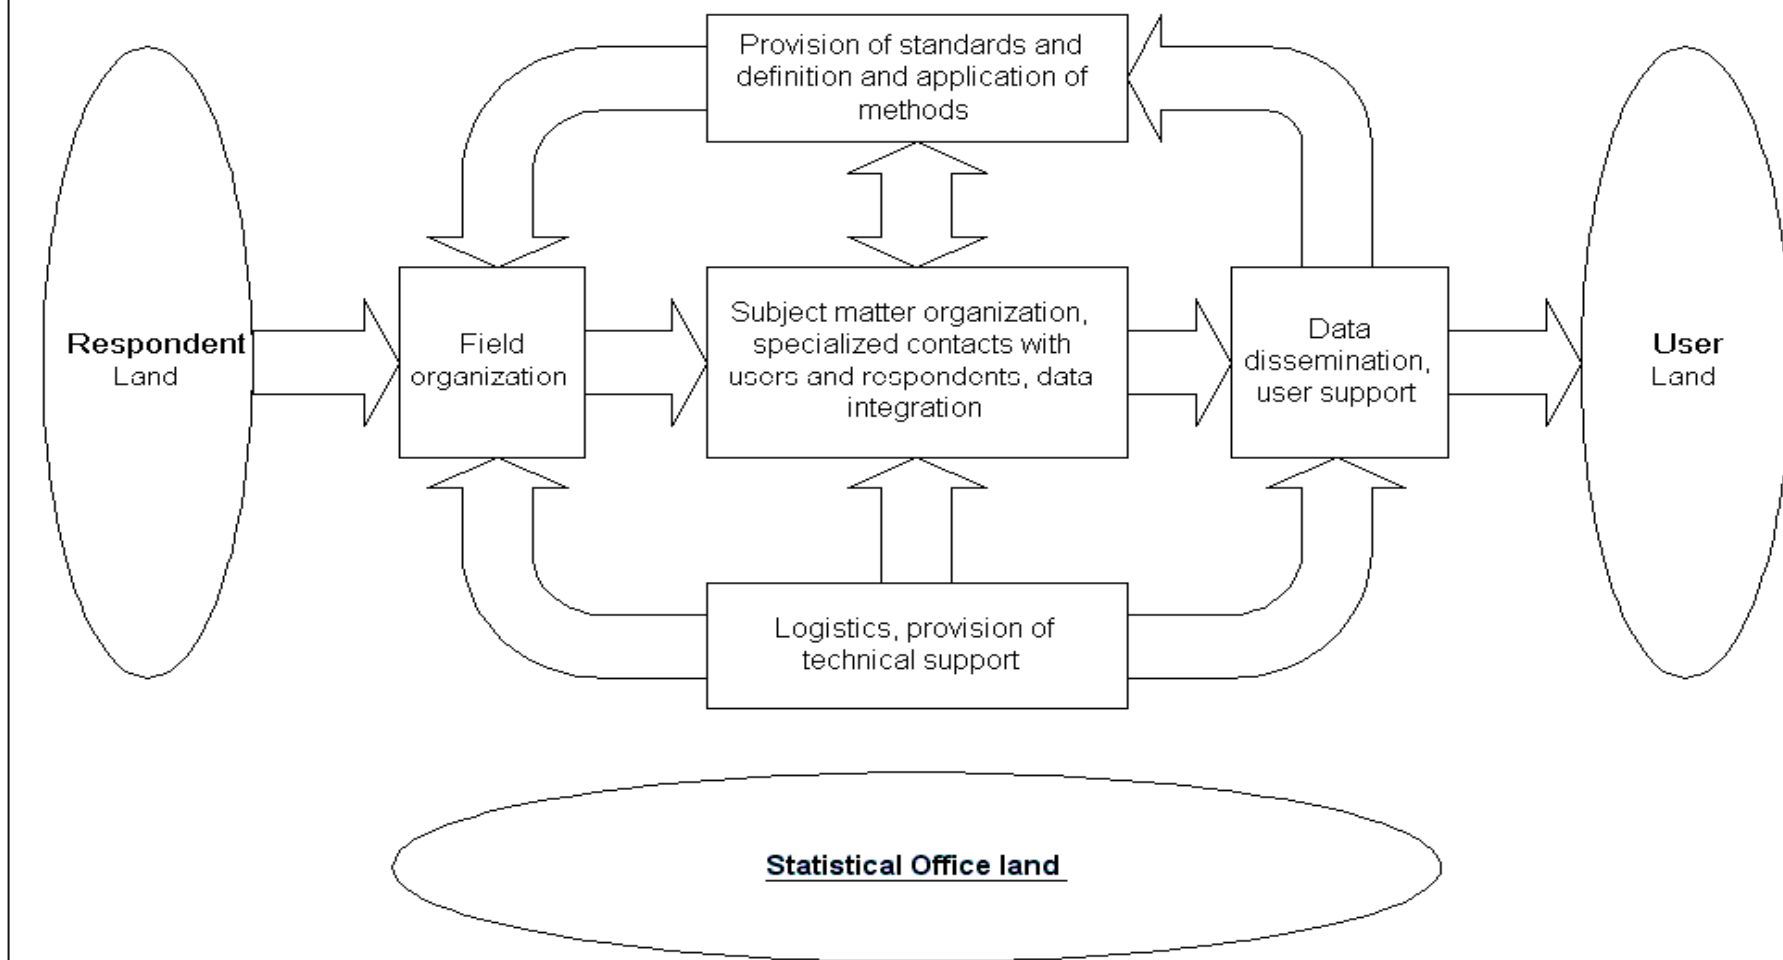 Provision of standards and
definition and application of
methods
Respondent
Land
Field
organization
Subject matter organization,
specialized contacts with
users and respondents, data
integration
Data
dissemination,
user support
User
Land
Logistics, provision of
technical support
Statistical Office land